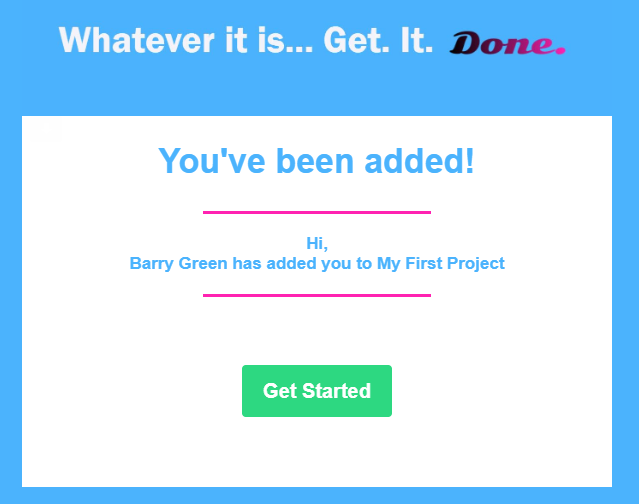 Whatever it is... Get. It. Done.
You've been added!
Hi,
Barry Green has added you to My First Project
Get Started